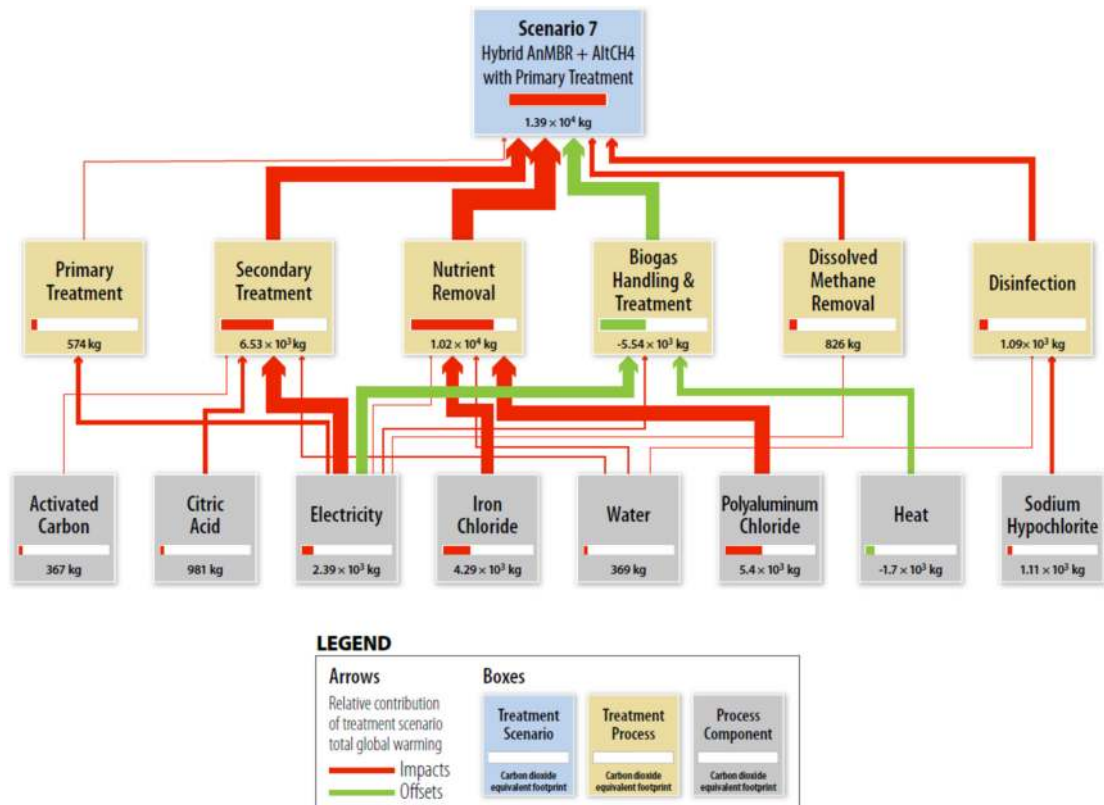 Scenario 7
Hybrid AnMBR + AltCH4
with Primary Treatment
1.39 × 10⁴ kg
Primary
Treatment
574 kg
Secondary
Treatment
6.53 × 10³ kg
Nutrient
Removal
1.02 × 10⁴ kg
Biogas
Handling &
Treatment
-5.54 × 10³ kg
Dissolved
Methane
Removal
826 kg
Disinfection
1.09× 10³ kg
Activated
Carbon
367 kg
Citric
Acid
981 kg
Electricity
2.39 × 10³ kg
Iron
Chloride
4.29 × 10³ kg
Water
369 kg
Polyaluminum
Chloride
5.4 × 10³ kg
Heat
-1.7 × 10³ kg
Sodium
Hypochlorite
1.11 × 10³ kg
LEGEND
Arrows
Relative contribution
of treatment scenario
total global warming
Impacts
Offsets
Boxes
Treatment
Scenario
Carbon dioxide
equivalent footprint
Treatment
Process
Carbon dioxide
equivalent footprint
Process
Component
Carbon dioxide
equivalent footprint